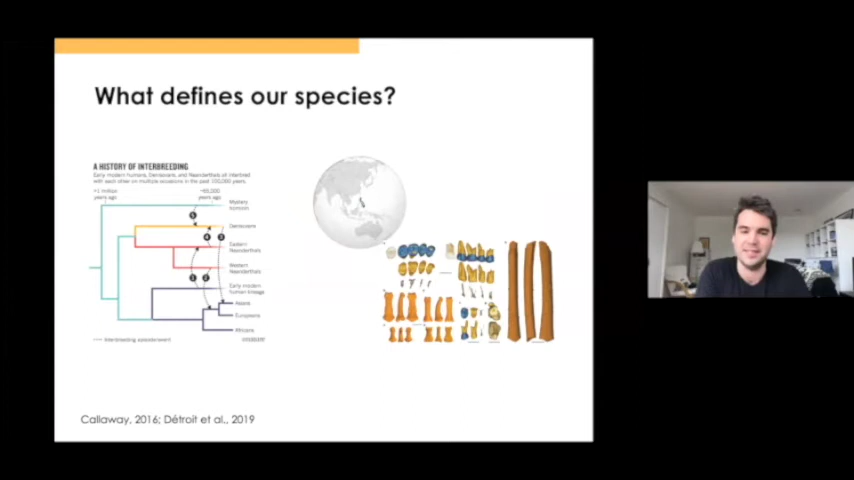 What defines our species?
A HISTORY OF INTERBREEDING
Early modern humans, Denisovans, and Neanderthals all interbred
with each other on multiple occasions in the past 100,000 years.
>1 million
years ago
~65,000
years ago
Mystery
hominin
Denisovans
Eastern
Neanderthals
Western
Neanderthals
Early modern
human lineage
Asians
Europeans
Africans
Callaway, 2016; Détroit et al., 2019